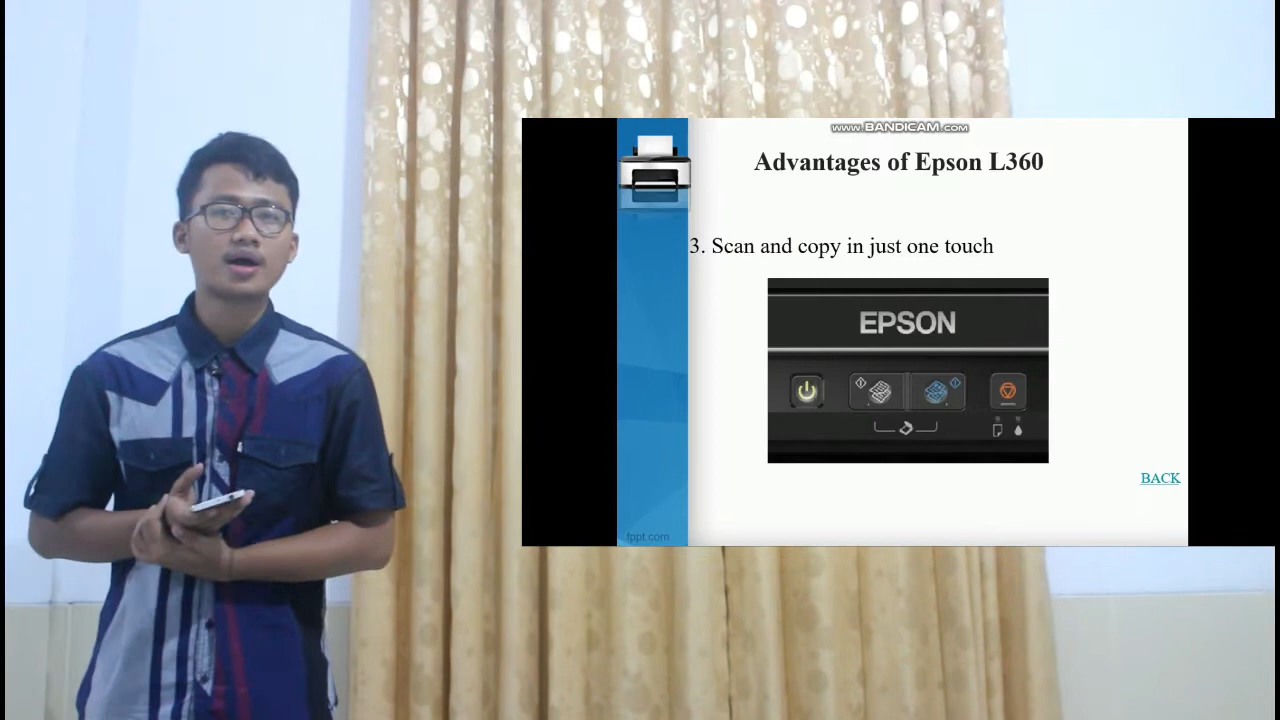 www.BANDICAM.com
Advantages of Epson L360
3. Scan and copy in just one touch
EPSON
BACK
fppt.com